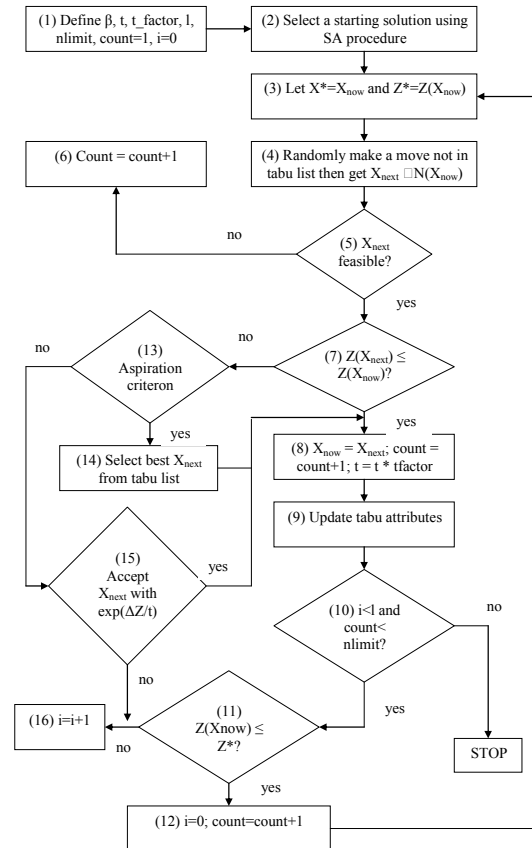 (1) Define β, t, t_factor, l,
nlimit, count=1, i=0
(2) Select a starting solution using
SA procedure
(3) Let X*=Xnow and Z*=Z(Xnow)
(6) Count = count+1
(4) Randomly make a move not in
tabu list then get Xnext □N(Xnow)
no
(5) Xnext
feasible?
yes
no
(13)
Aspiration
criteron
no
(7) Z(Xnext) ≤
Z(Xnow)?
yes
yes
(14) Select best Xnext
from tabu list
(8) Xnow = Xnext; count =
count+1; t = t * tfactor
(9) Update tabu attributes
(15)
Accept
Xnext with
exp(ΔZ/t)
yes
(10) i<l and
count<
nlimit?
no
no
yes
(16) i=i+1
no
(11)
Z(Xnow) ≤
Z*?
STOP
yes
(12) i=0; count=count+1